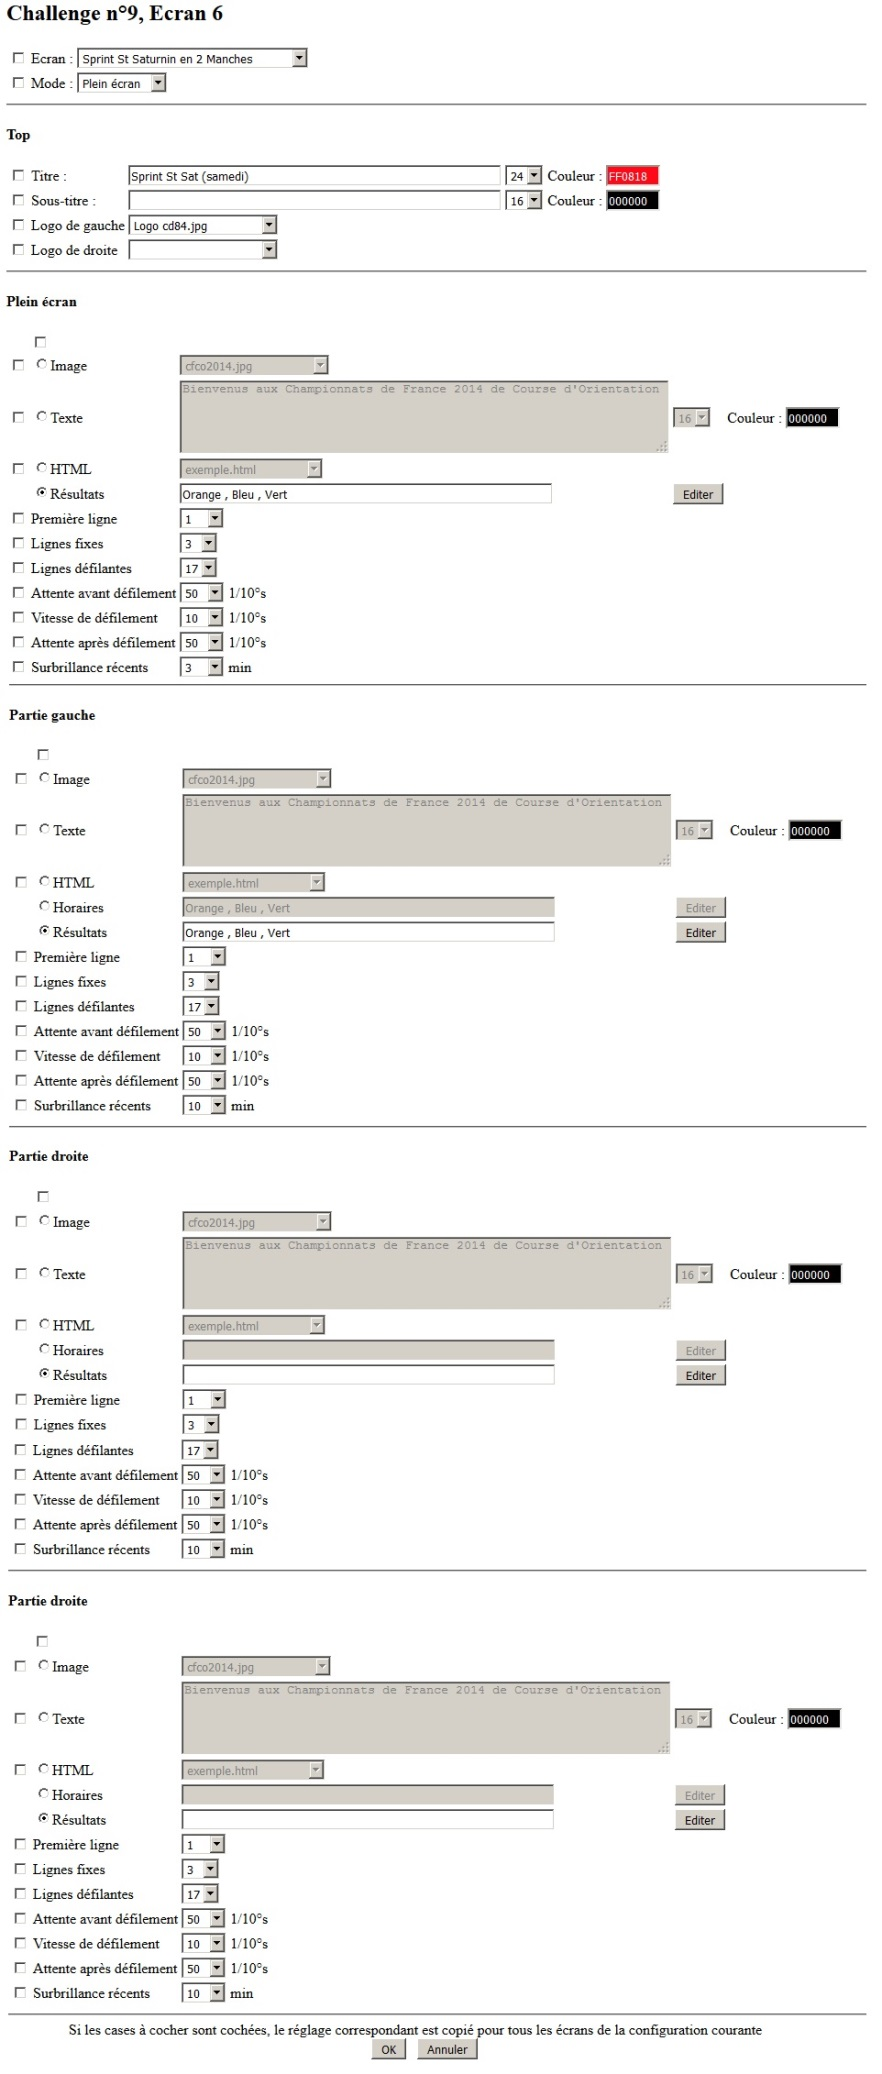 Challenge n°9, Ecran 6
Ecran : Sprint St Saturnin en 2 Manches
Mode : Plein écran
Top
Titre : Sprint St Sat (samedi) 24 Couleur : FF0818
Sous-titre : 16 Couleur : 000000
Logo de gauche Logo cd84.jpg
Logo de droite
Plein écran
Image cfco2014.jpg
Bienvenus aux Championnats de France 2014 de Course d'Orientation
Texte 16 Couleur : 000000
HTML exemple.html
Résultats Orange , Bleu , Vert Editer
Première ligne 1
Lignes fixes 3
Lignes défilantes 17
Attente avant défilement 50 1/10°s
Vitesse de défilement 10 1/10°s
Attente après défilement 50 1/10°s
Surbrillance récents 3 min
Partie gauche
Image cfco2014.jpg
Bienvenus aux Championnats de France 2014 de Course d'Orientation
Texte 16 Couleur : 000000
HTML exemple.html
Horaires Orange , Bleu , Vert Editer
Résultats Orange , Bleu , Vert Editer
Première ligne 1
Lignes fixes 3
Lignes défilantes 17
Attente avant défilement 50 1/10°s
Vitesse de défilement 10 1/10°s
Attente après défilement 50 1/10°s
Surbrillance récents 10 min
Partie droite
Image cfco2014.jpg
Bienvenus aux Championnats de France 2014 de Course d'Orientation
Texte 16 Couleur : 000000
HTML exemple.html
Horaires Editer
Résultats Editer
Première ligne 1
Lignes fixes 3
Lignes défilantes 17
Attente avant défilement 50 1/10°s
Vitesse de défilement 10 1/10°s
Attente après défilement 50 1/10°s
Surbrillance récents 10 min
Partie droite
Image cfco2014.jpg
Bienvenus aux Championnats de France 2014 de Course d'Orientation
Texte 16 Couleur : 000000
HTML exemple.html
Horaires Editer
Résultats Editer
Première ligne 1
Lignes fixes 3
Lignes défilantes 17
Attente avant défilement 50 1/10°s
Vitesse de défilement 10 1/10°s
Attente après défilement 50 1/10°s
Surbrillance récents 10 min
Si les cases à cocher sont cochées, le réglage correspondant est copié pour tous les écrans de la configuration courante
OK Annuler